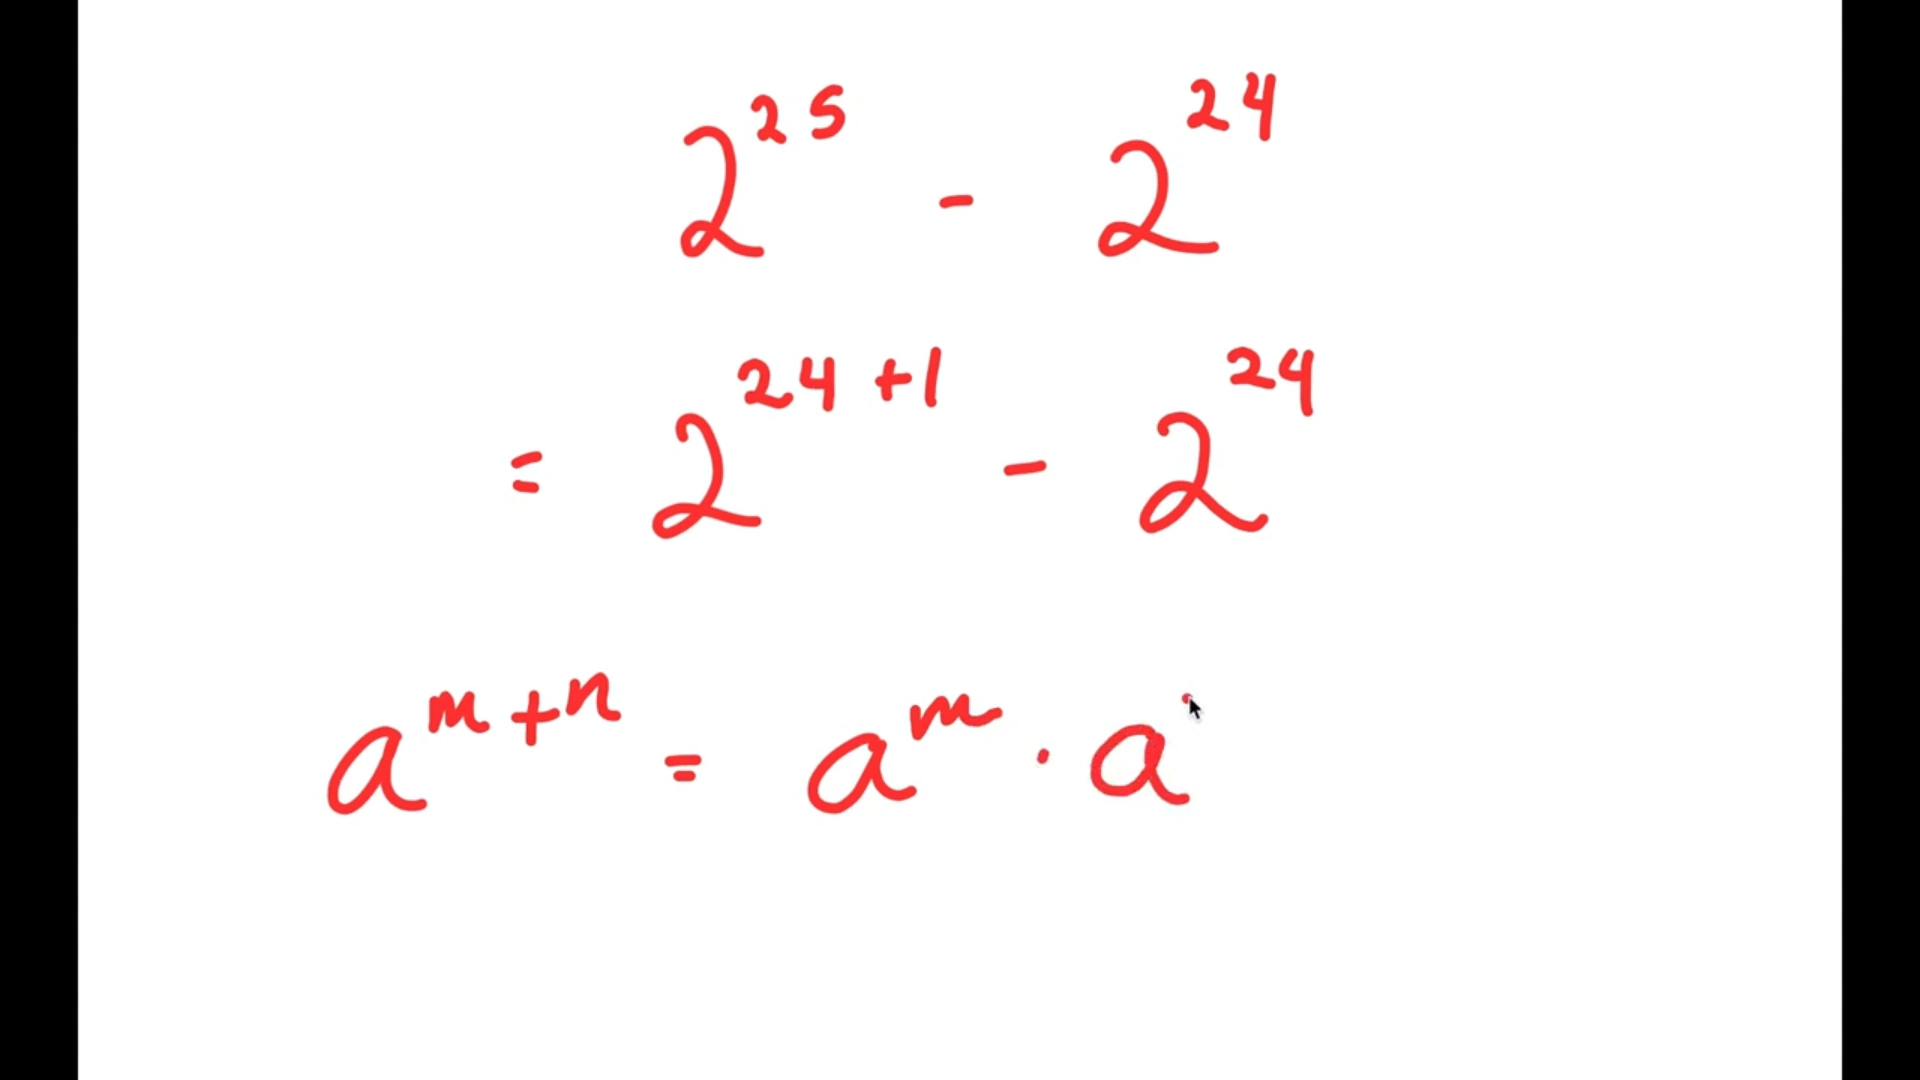 2^25 - 2^24
= 2^24+1 - 2^24
a^m+n = a^m · a